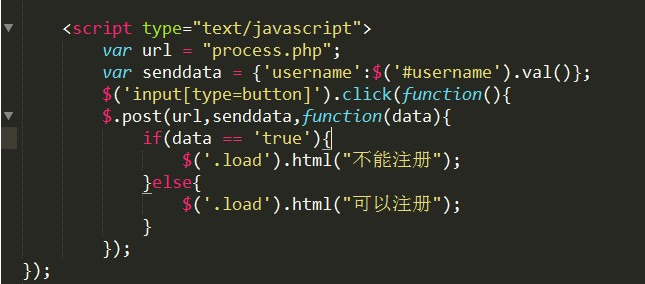 <script type="text/javascript">
var url = "process.php";
var senddata = {'username':$('#username').val()};
$('input[type=button]').click(function(){
$.post(url,senddata,function(data){
if(data == 'true'){
$('.load').html("不能注册");
}else{
$('.load').html("可以注册");
}
});
});